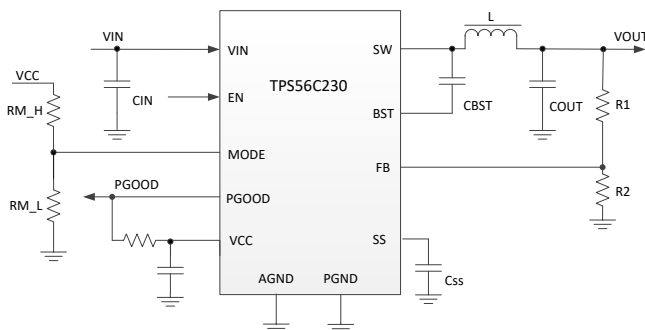 VIN
VCC
CIN
RM_H
RM_L
PGOOD
TPS56C230
VIN
EN
MODE
PGOOD
VCC
AGND
PGND
SW
BST
FB
SS
L
VOUT
CBST
COUT
R1
R2
Css